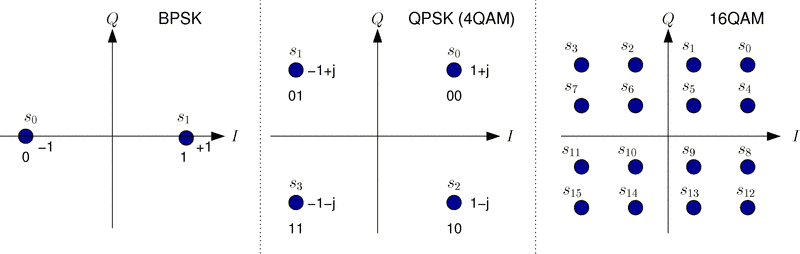 Q BPSK
s₀ s₁ I
0 −1 1 +1
Q QPSK (4QAM)
s₁ −1+j s₀ 1+j
01 00
I
s₃ −1−j s₂ 1−j
11 10
Q 16QAM
s₃ s₂ s₁ s₀
s₇ s₆ s₅ s₄
I
s₁₁ s₁₀ s₉ s₈
s₁₅ s₁₄ s₁₃ s₁₂